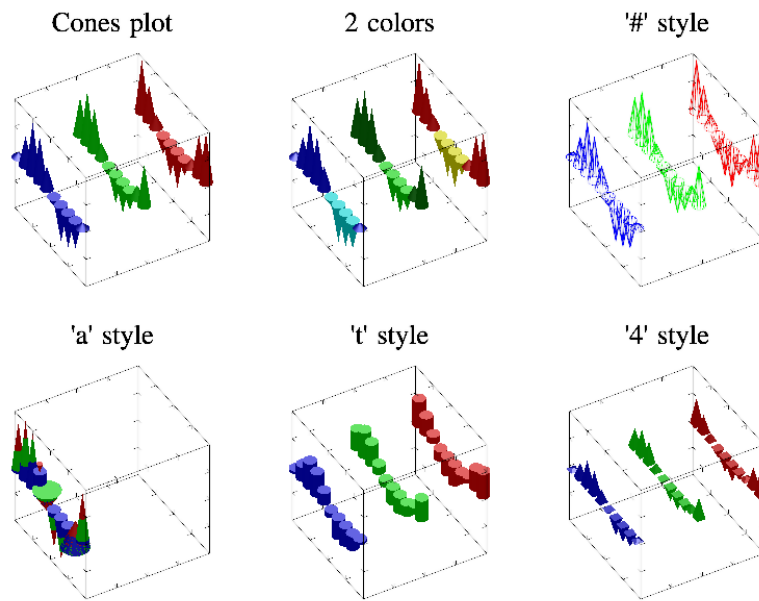 Cones plot
2 colors
'#' style
'a' style
't' style
'4' style